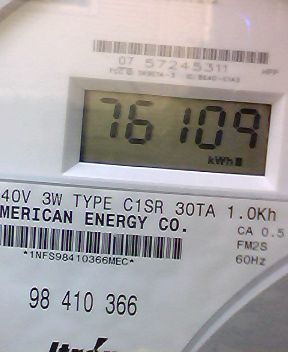 07 57245311
76109
kWh
40V 3W TYPE C1SR 30TA 1.0Kh
MERICAN ENERGY CO.
CA 0.5
FM2S
*1NFS98410366MEC*
60Hz
98 410 366
Itron